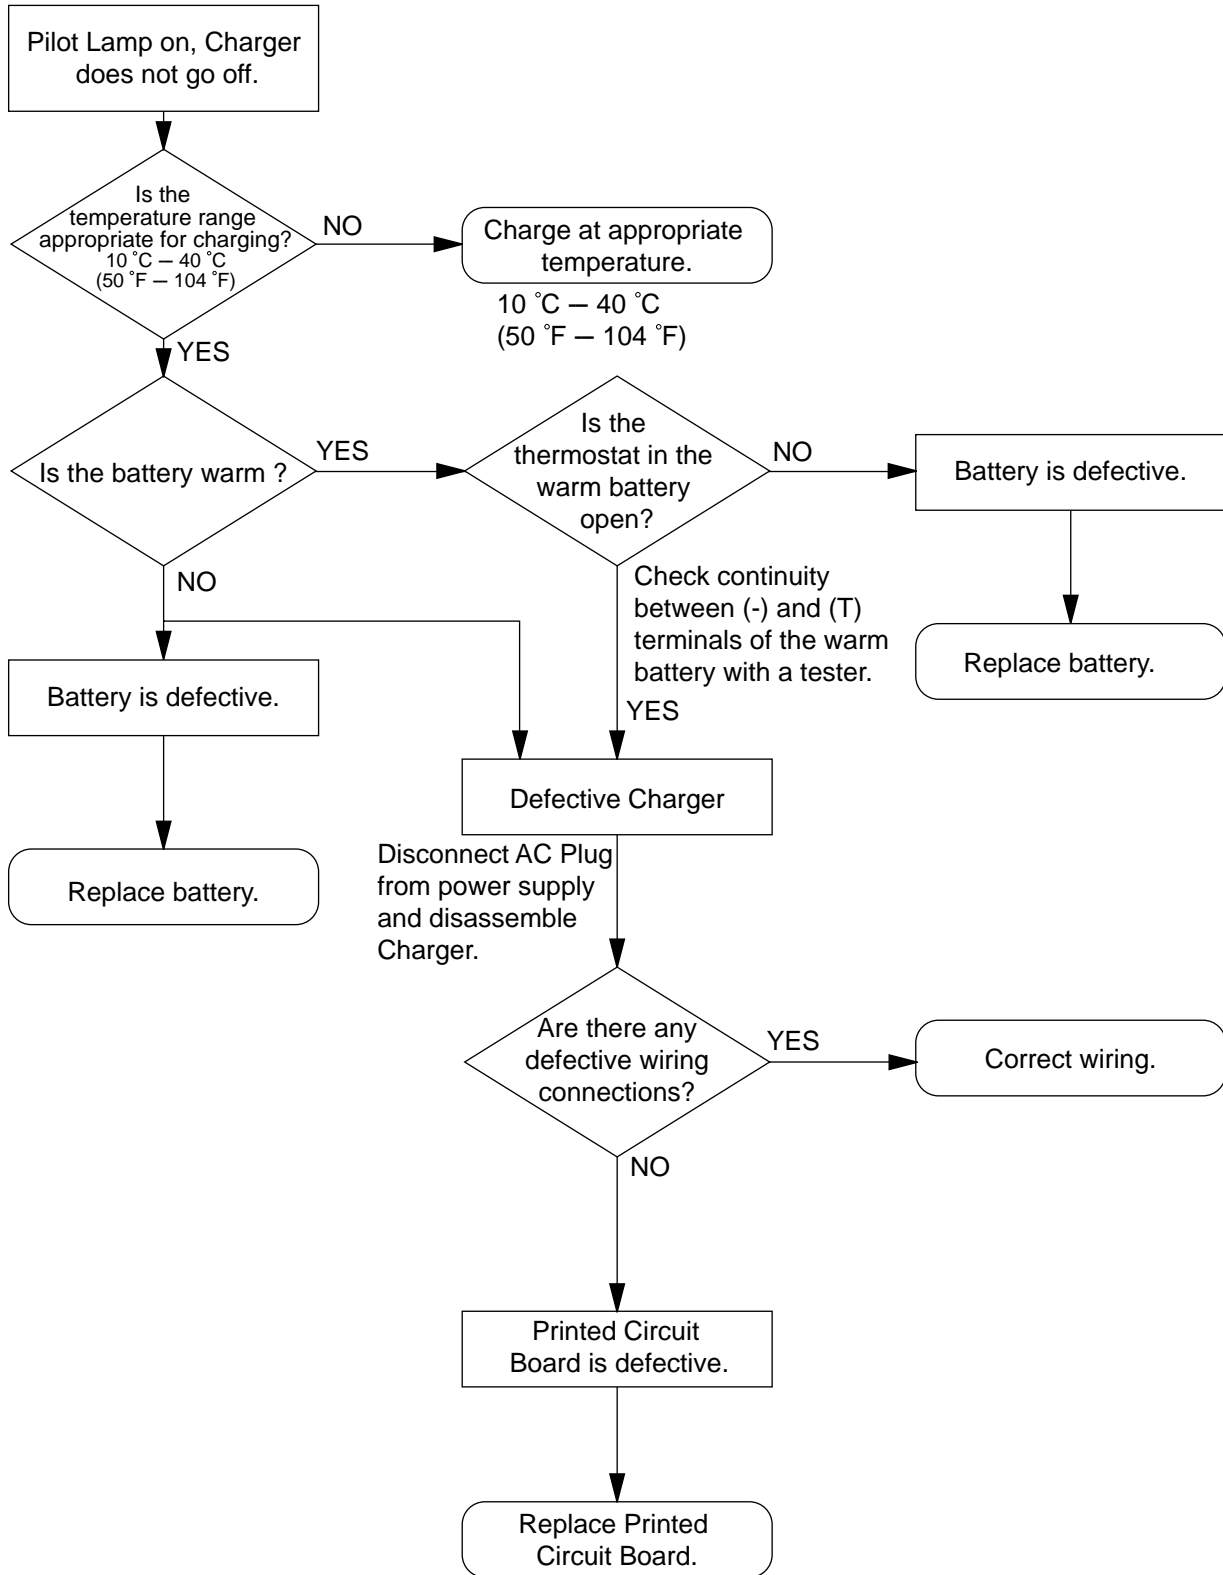 Pilot Lamp on, Charger
does not go off.
Is the
temperature range
appropriate for charging?
10 °C — 40 °C
(50 °F — 104 °F)
NO
Charge at appropriate
temperature.
10 °C — 40 °C
(50 °F — 104 °F)
YES
Is the battery warm ?
YES
Is the
thermostat in the
warm battery
open?
NO
Battery is defective.
Replace battery.
NO
Check continuity
between (-) and (T)
terminals of the warm
battery with a tester.
YES
Battery is defective.
Replace battery.
Defective Charger
Disconnect AC Plug
from power supply
and disassemble
Charger.
Are there any
defective wiring
connections?
YES
Correct wiring.
NO
Printed Circuit
Board is defective.
Replace Printed
Circuit Board.